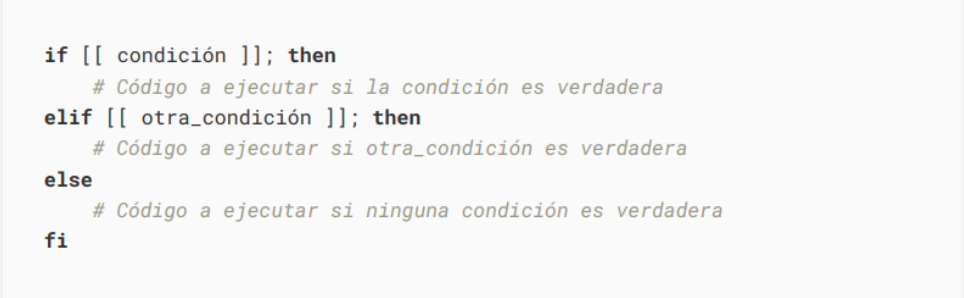 if [[ condición ]]; then
    # Código a ejecutar si la condición es verdadera
elif [[ otra_condición ]]; then
    # Código a ejecutar si otra_condición es verdadera
else
    # Código a ejecutar si ninguna condición es verdadera
fi